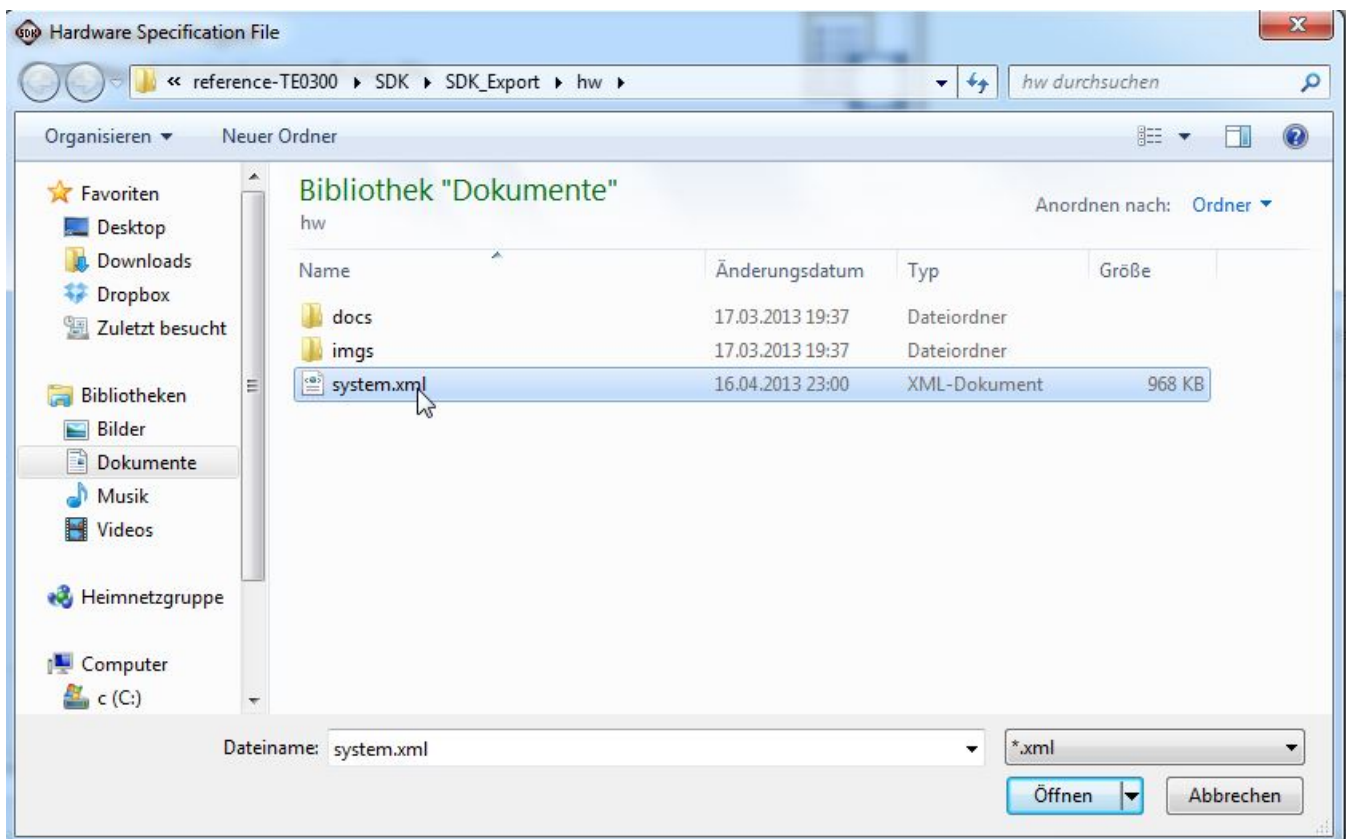 SDK Hardware Specification File
« reference-TE0300 SDK SDK_Export hw hw durchsuchen
Organisieren Neuer Ordner
Favoriten
Desktop
Downloads
Dropbox
Zuletzt besucht
Bibliotheken
Bilder
Dokumente
Musik
Videos
Heimnetzgruppe
Computer
c (C:)
Bibliothek "Dokumente"
hw
Anordnen nach: Ordner
Name Änderungsdatum Typ Größe
docs 17.03.2013 19:37 Dateiordner
imgs 17.03.2013 19:37 Dateiordner
system.xml 16.04.2013 23:00 XML-Dokument 968 KB
Dateiname: system.xml *.xml
Öffnen Abbrechen